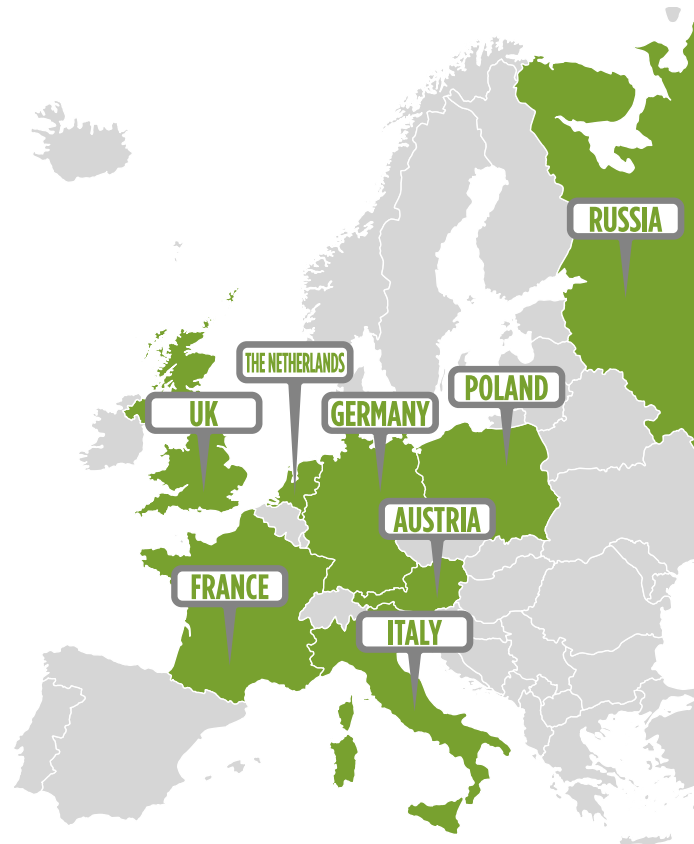 RUSSIA
THE NETHERLANDS
POLAND
UK
GERMANY
AUSTRIA
FRANCE
ITALY